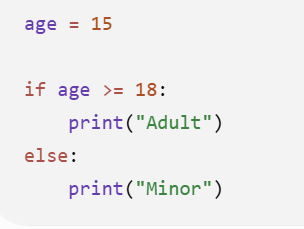 age = 15

if age >= 18:
    print("Adult")
else:
    print("Minor")